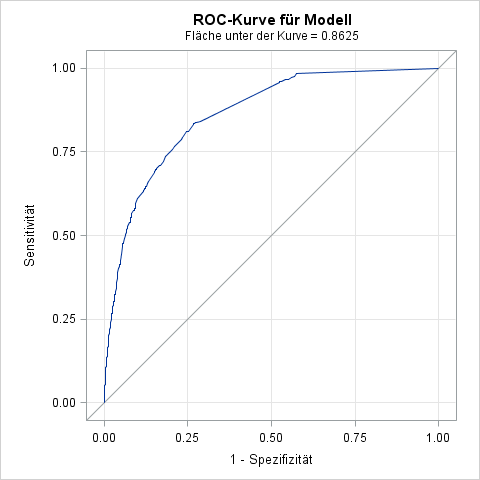 ROC-Kurve für Modell
Fläche unter der Kurve = 0.8625
1.00
0.75
0.50
0.25
0.00
Sensitivität
0.00 0.25 0.50 0.75 1.00
1 - Spezifizität